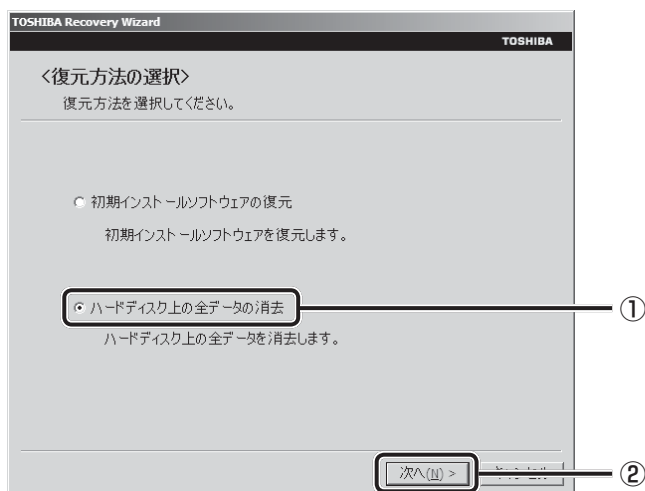 TOSHIBA Recovery Wizard
TOSHIBA
<復元方法の選択>
復元方法を選択してください。
初期インストールソフトウェアの復元
初期インストールソフトウェアを復元します。
ハードディスク上の全データの消去
①
ハードディスク上の全データを消去します。
次へ(N) >
②